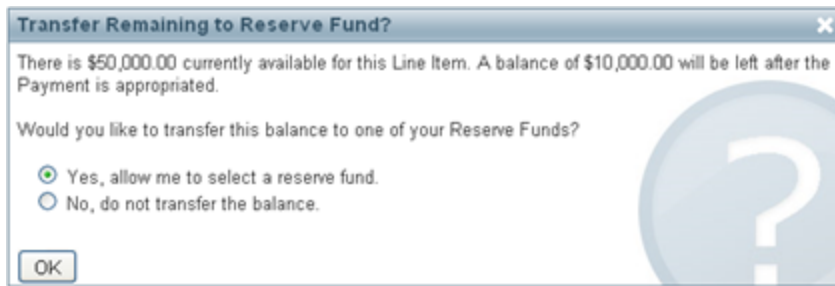 Transfer Remaining to Reserve Fund?
There is $50,000.00 currently available for this Line Item. A balance of $10,000.00 will be left after the
Payment is appropriated.
Would you like to transfer this balance to one of your Reserve Funds?
Yes, allow me to select a reserve fund.
No, do not transfer the balance.
OK